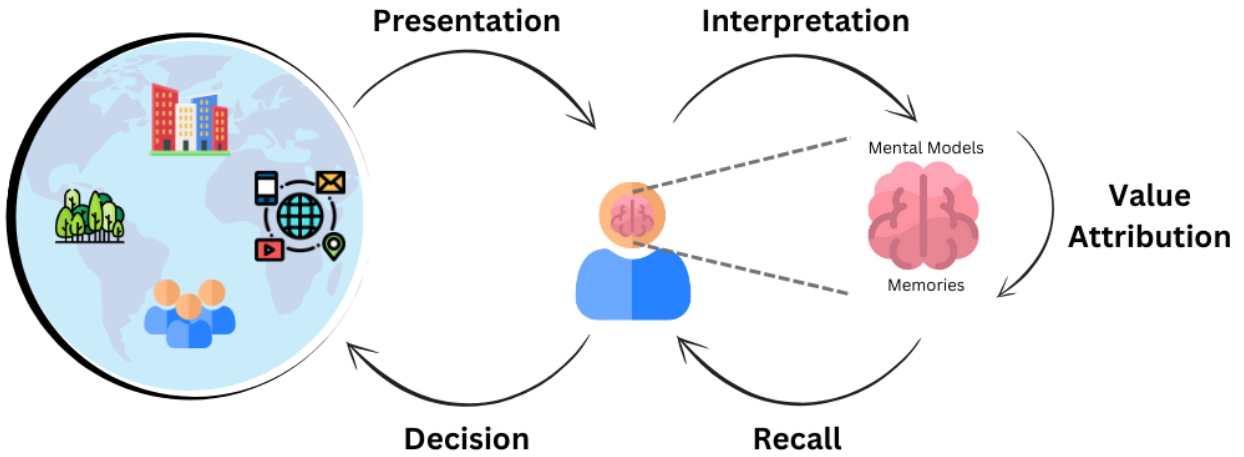 Presentation
Interpretation
Mental Models
Value
Attribution
Memories
Decision
Recall